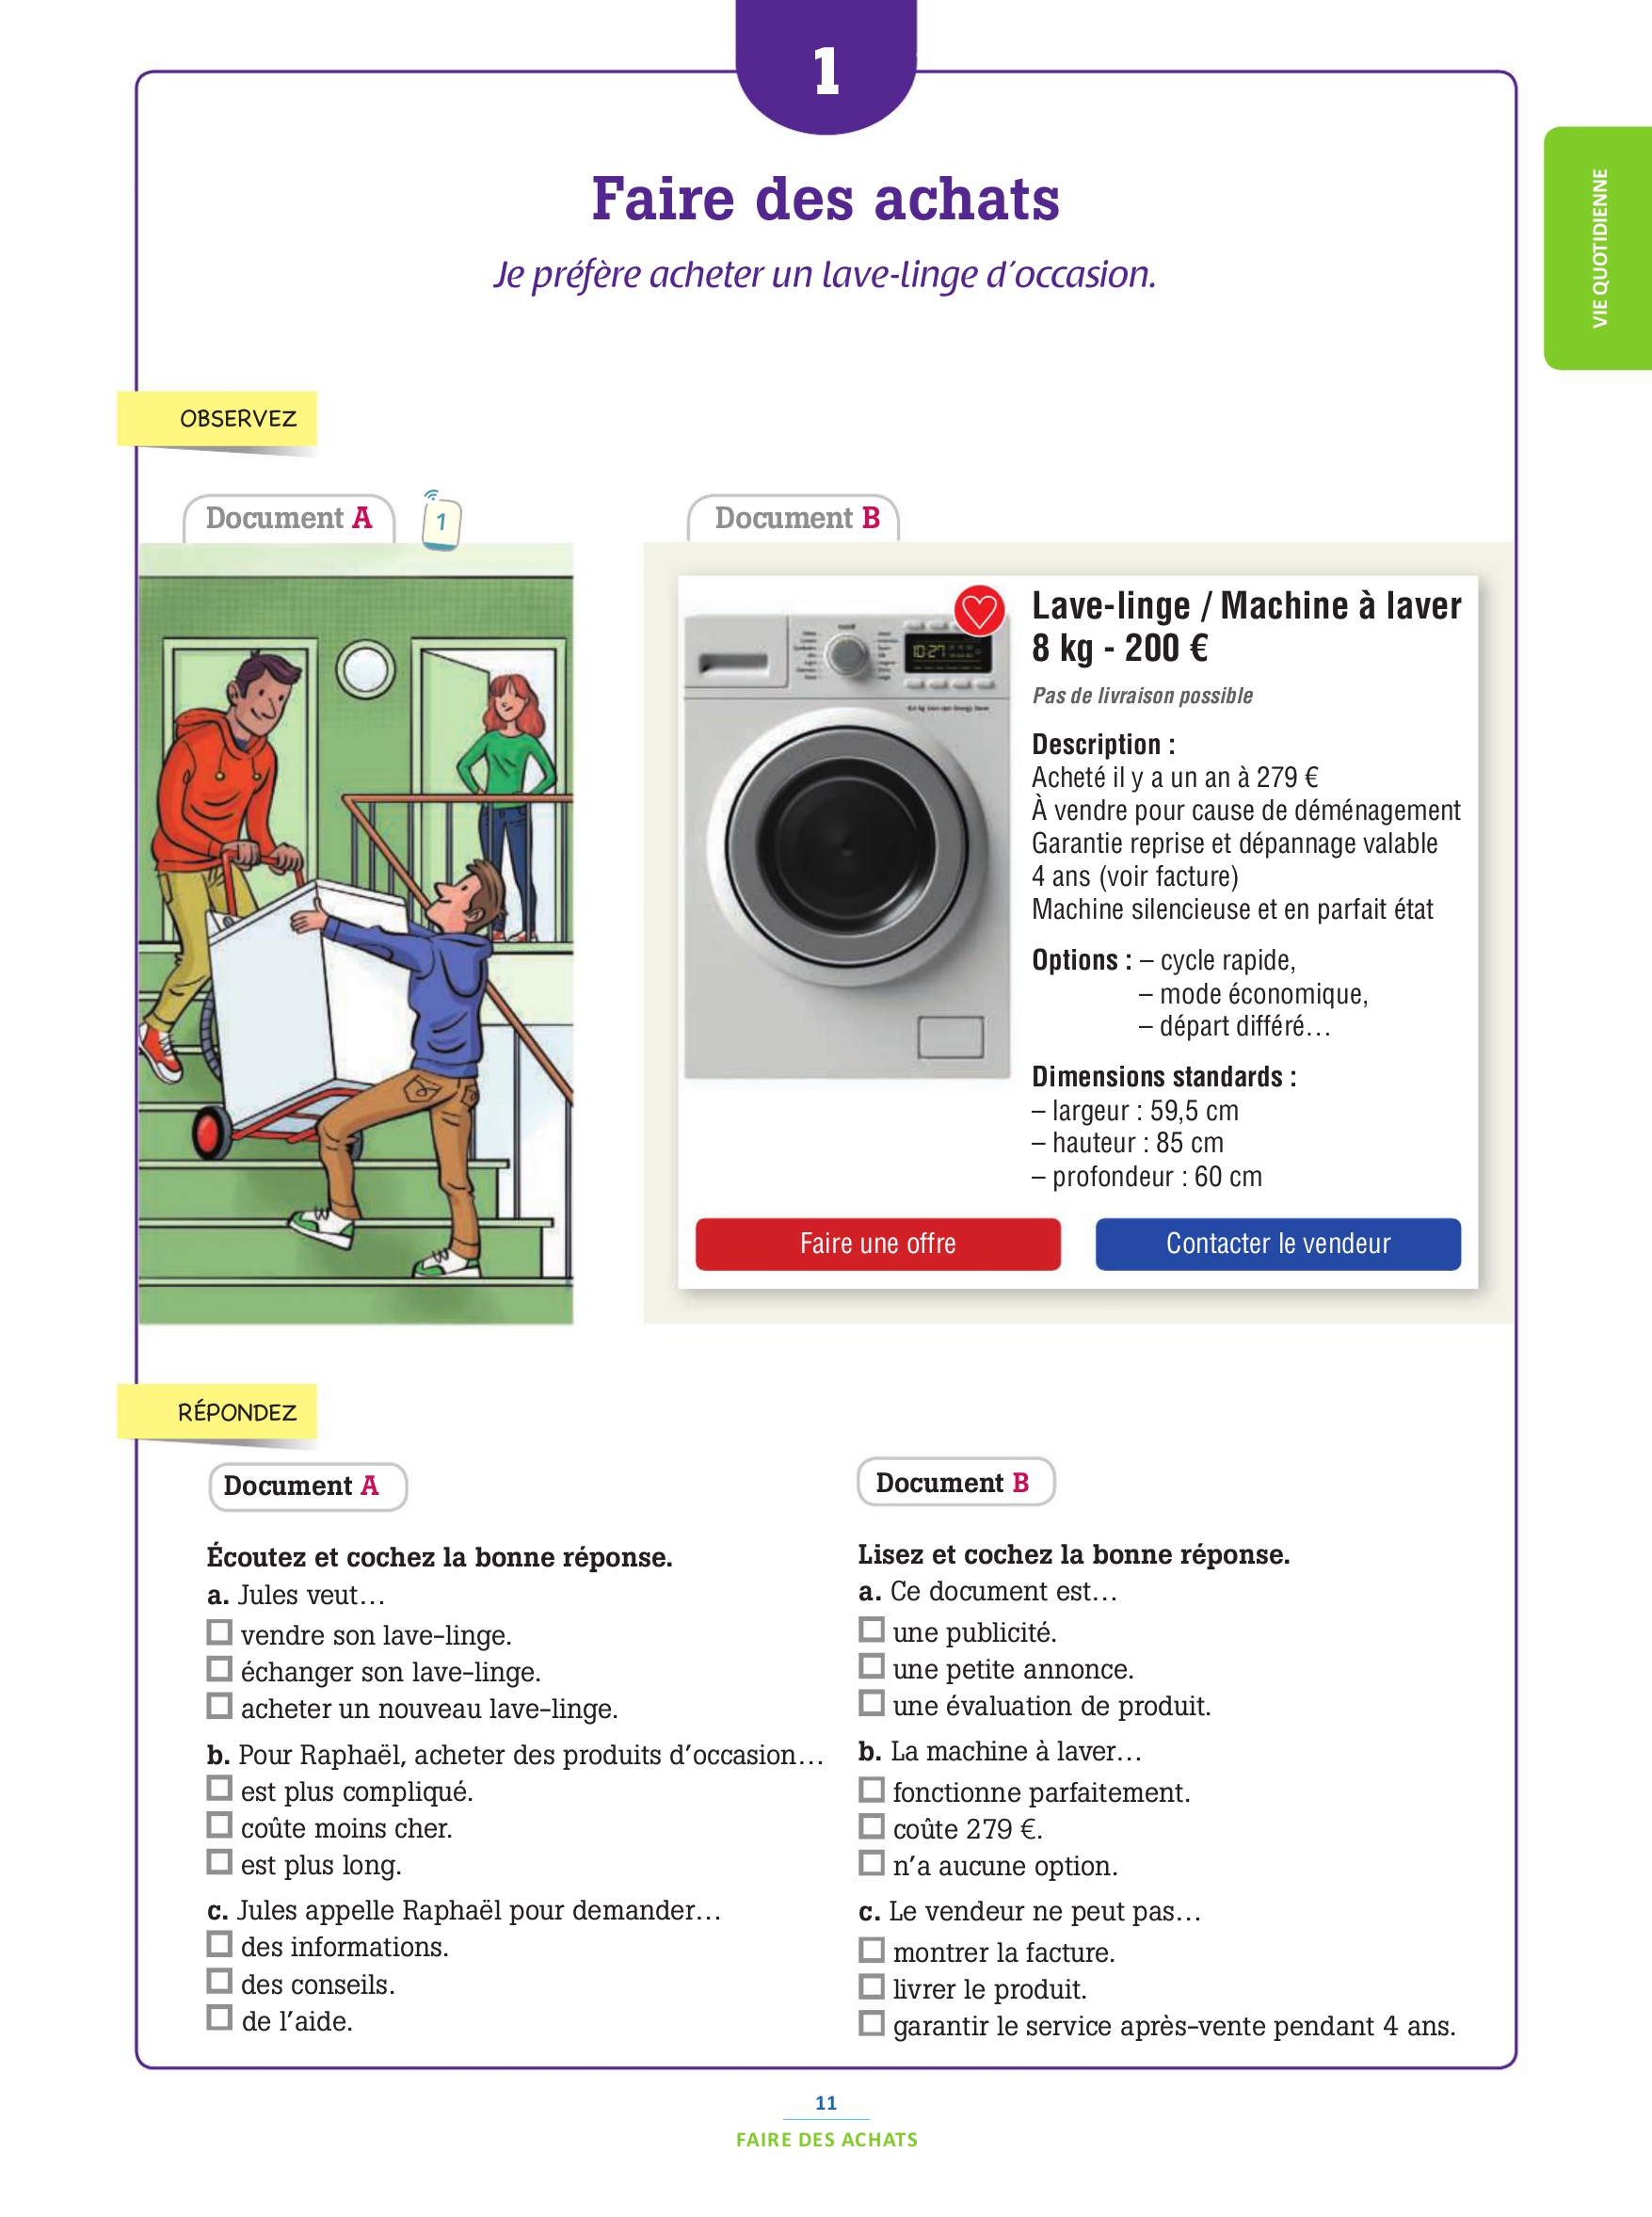 1
Faire des achats
Je préfère acheter un lave-linge d'occasion.
VIE QUOTIDIENNE
OBSERVEZ
Document A
1
Document B
10:27
Lave-linge / Machine à laver
8 kg - 200 €
Pas de livraison possible
Description :
Acheté il y a un an à 279 €
À vendre pour cause de déménagement
Garantie reprise et dépannage valable
4 ans (voir facture)
Machine silencieuse et en parfait état
Options : – cycle rapide,
– mode économique,
– départ différé…
Dimensions standards :
– largeur : 59,5 cm
– hauteur : 85 cm
– profondeur : 60 cm
Faire une offre
Contacter le vendeur
RÉPONDEZ
Document A
Écoutez et cochez la bonne réponse.
a. Jules veut…
vendre son lave-linge.
échanger son lave-linge.
acheter un nouveau lave-linge.
b. Pour Raphaël, acheter des produits d'occasion…
est plus compliqué.
coûte moins cher.
est plus long.
c. Jules appelle Raphaël pour demander…
des informations.
des conseils.
de l'aide.
Document B
Lisez et cochez la bonne réponse.
a. Ce document est…
une publicité.
une petite annonce.
une évaluation de produit.
b. La machine à laver…
fonctionne parfaitement.
coûte 279 €.
n'a aucune option.
c. Le vendeur ne peut pas…
montrer la facture.
livrer le produit.
garantir le service après-vente pendant 4 ans.
11
FAIRE DES ACHATS